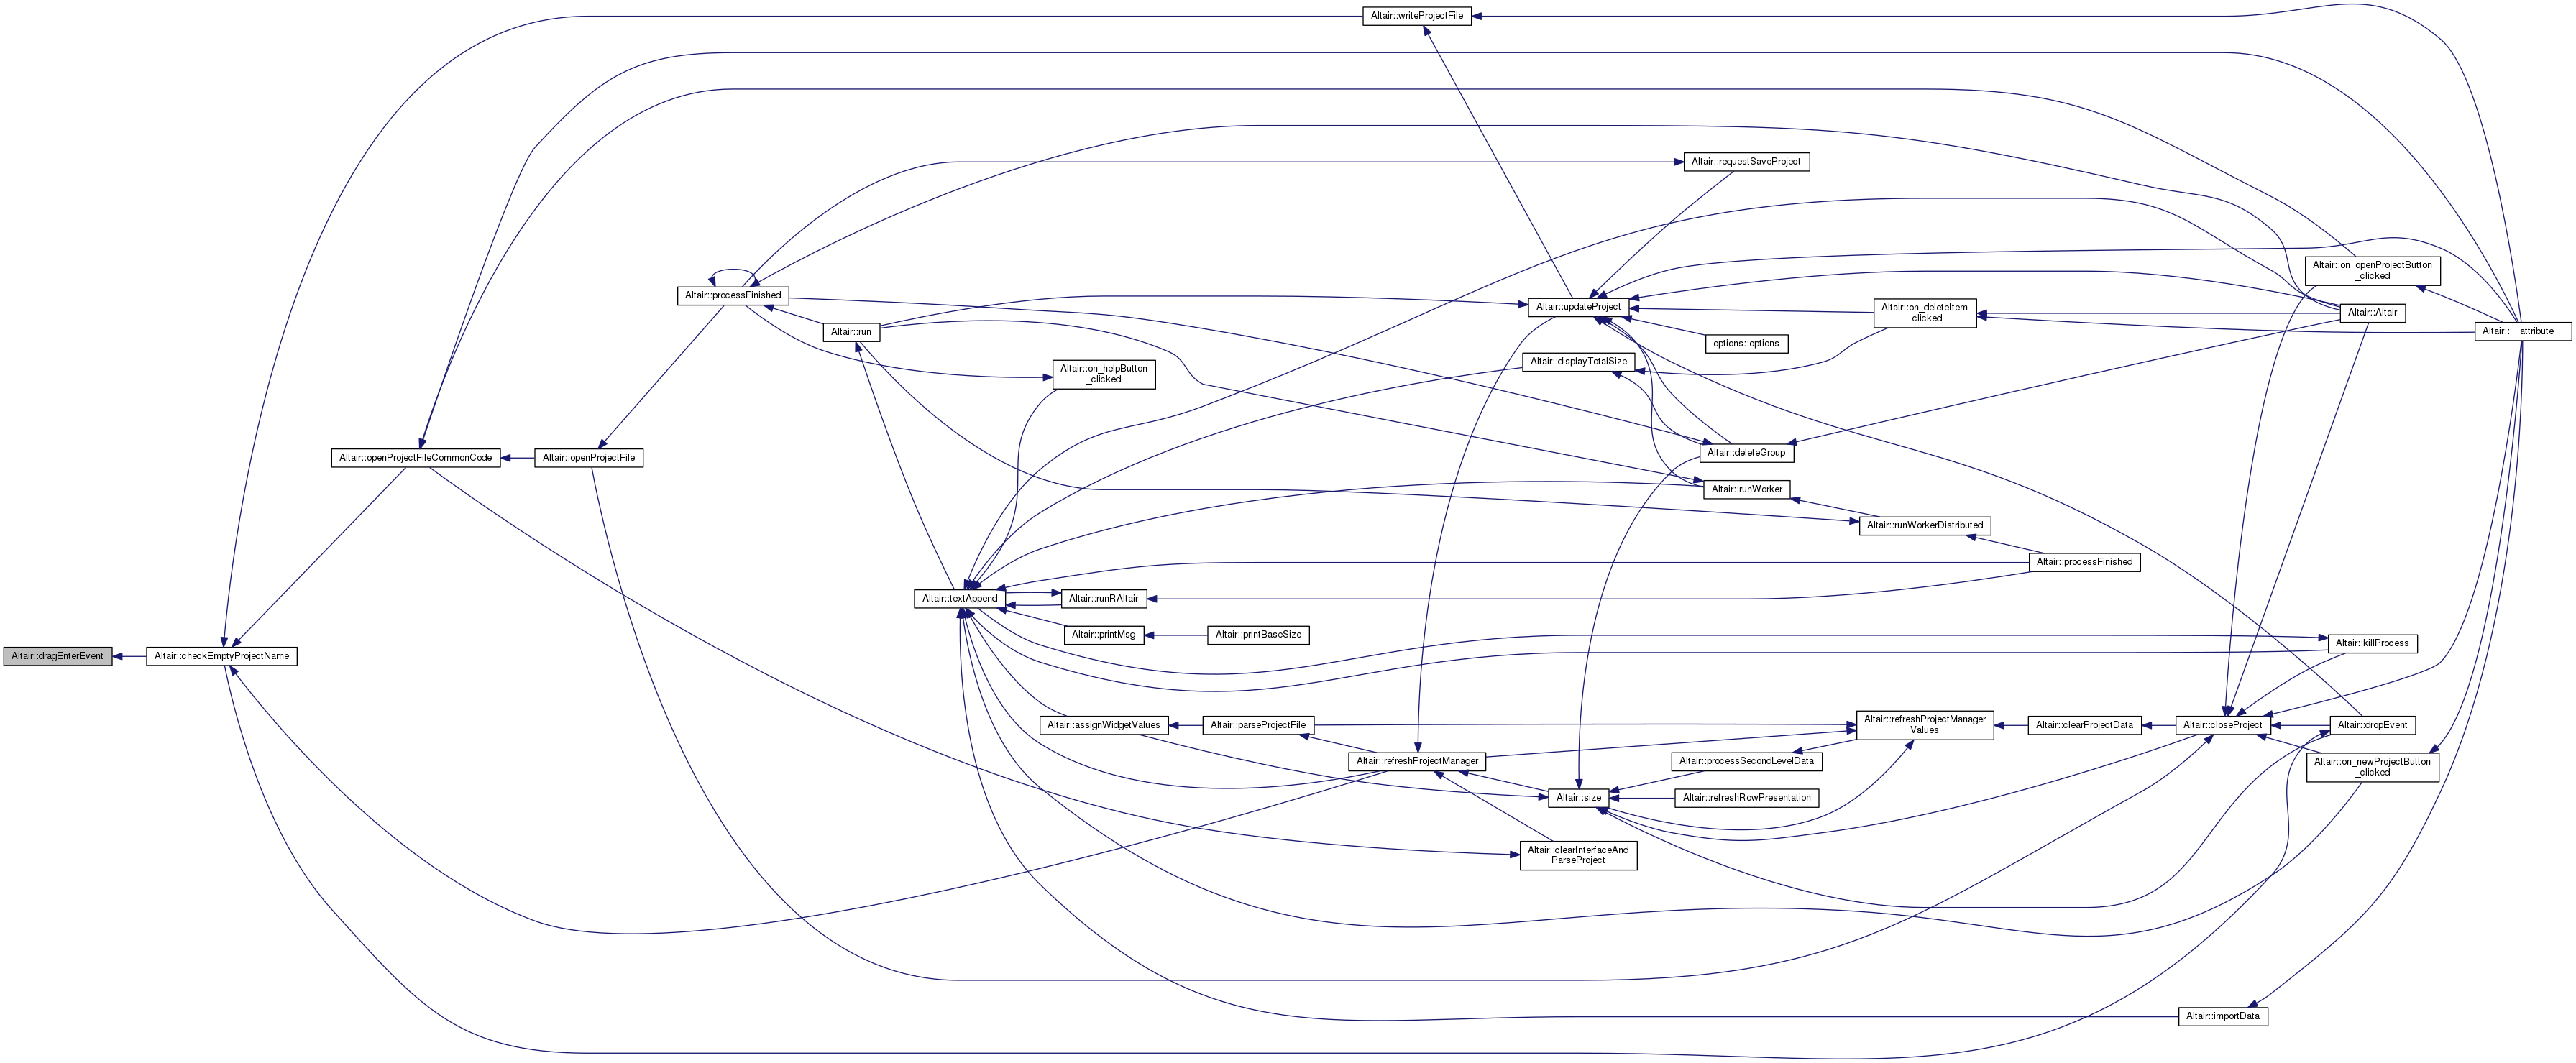 Altair::writeProjectFile
Altair::requestSaveProject
Altair::on_openProjectButton
_clicked
Altair::processFinished
Altair::updateProject
Altair::on_deleteItem
_clicked
Altair::Altair
Altair::run
Altair::__attribute__
options::options
Altair::on_helpButton
_clicked
Altair::displayTotalSize
Altair::openProjectFileCommonCode
Altair::openProjectFile
Altair::deleteGroup
Altair::runWorker
Altair::runWorkerDistributed
Altair::processFinished
Altair::textAppend
Altair::runRAltair
Altair::printMsg
Altair::printBaseSize
Altair::killProcess
Altair::dragEnterEvent
Altair::checkEmptyProjectName
Altair::assignWidgetValues
Altair::parseProjectFile
Altair::refreshProjectManager
Values
Altair::clearProjectData
Altair::closeProject
Altair::dropEvent
Altair::refreshProjectManager
Altair::processSecondLevelData
Altair::on_newProjectButton
_clicked
Altair::size
Altair::refreshRowPresentation
Altair::clearInterfaceAnd
ParseProject
Altair::importData